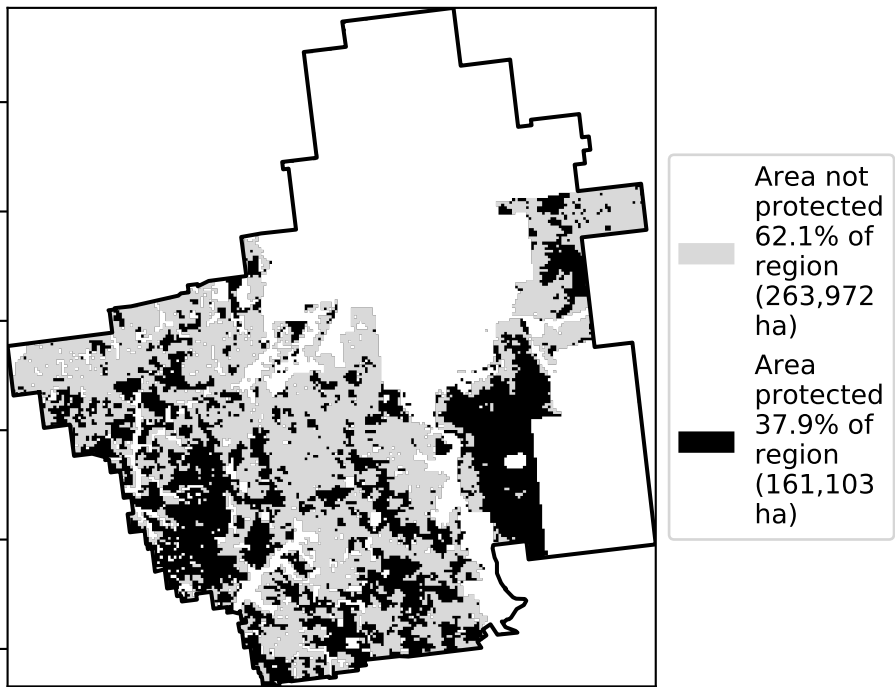 Area not
protected
62.1% of
region
(263,972
ha)
Area
protected
37.9% of
region
(161,103
ha)